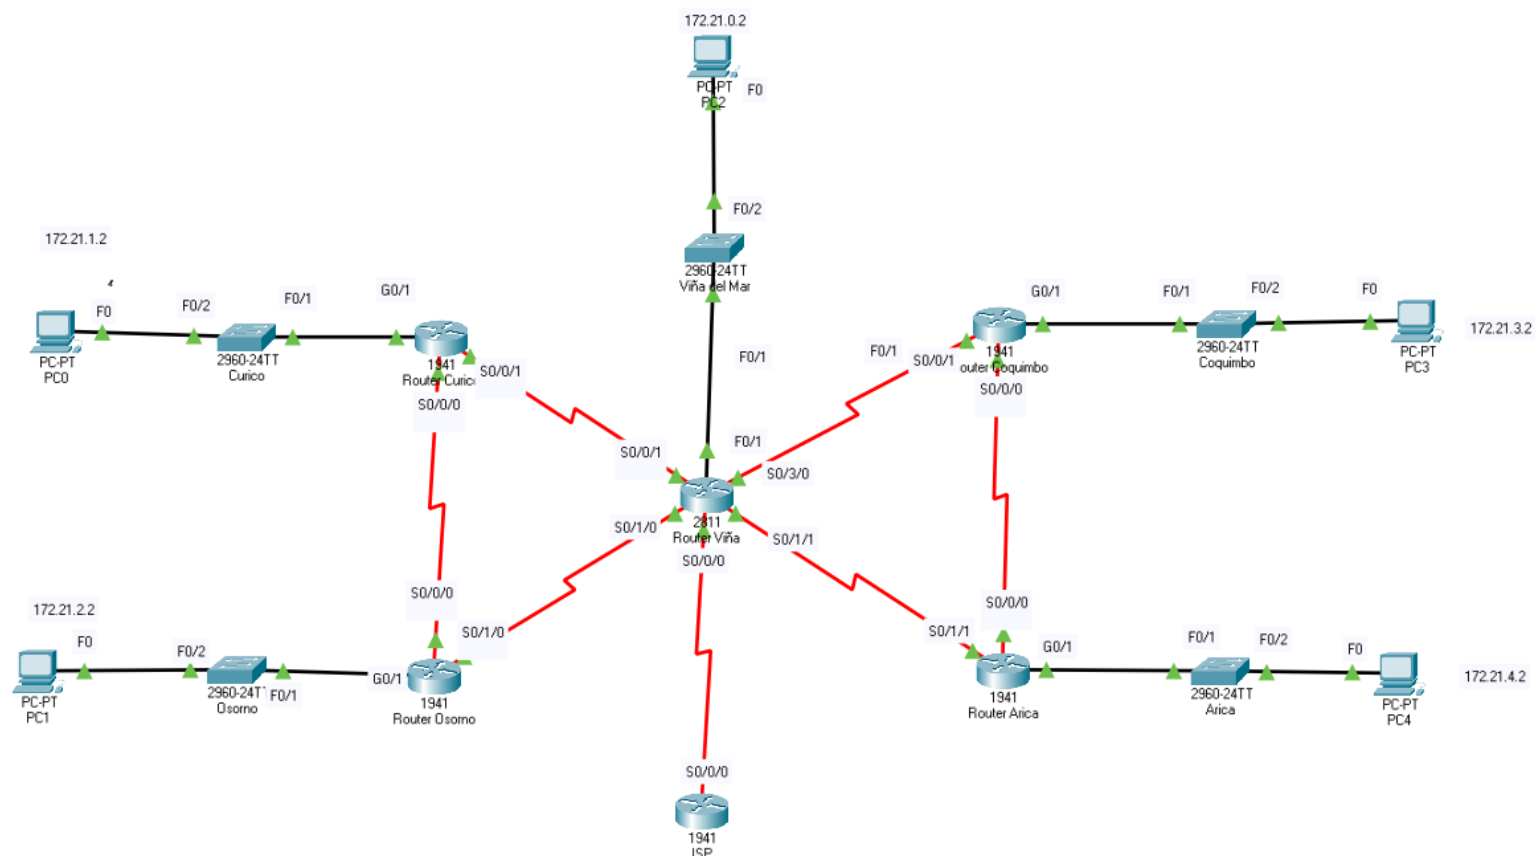 172.21.0.2
PC-PT
PC2
F0
F0/2
2960-24TT
Viña del Mar
F0/1
172.21.1.2
4
F0
F0/2
F0/1
G0/1
PC-PT
PC0
2960-24TT
Curico
1941
Router Curic
S0/0/1
S0/0/0
F0/1
S0/0/1
G0/1
F0/1
F0/2
F0
172.21.3.2
1941
outer Coquimbo
S0/0/0
2960-24TT
Coquimbo
PC-PT
PC3
S0/0/1
F0/1
S0/3/0
S0/1/0
2811
Router Viña
S0/1/1
S0/0/0
172.21.2.2
F0
F0/2
PC-PT
PC1
2960-24T
Osorno
F0/1
G0/1
S0/0/0
S0/1/0
1941
Router Osorno
S0/0/0
S0/1/1
G0/1
F0/1
F0/2
F0
172.21.4.2
1941
Router Arica
2960-24TT
Arica
PC-PT
PC4
S0/0/0
1941
ISP